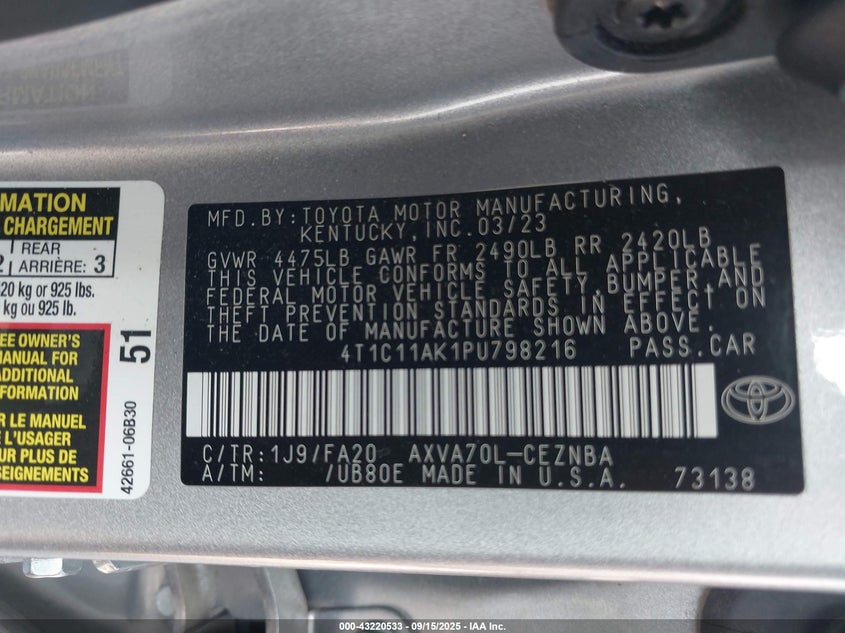 MATION
CHARGEMENT
2
REAR
ARRIÈRE: 3
20 kg or 925 lbs.
kg ou 925 lb.
EE OWNER'S
MANUAL FOR
ADDITIONAL
FORMATION
R LE MANUEL
L'USAGER
UR PLUS DE
SEIGNEMENTS
51
42661-06B30
MFD.BY:TOYOTA MOTOR MANUFACTURING,
KENTUCKY,INC.03/23
GVWR 4475LB GAWR FR 2490LB RR 2420LB
THIS VEHICLE CONFORMS TO ALL APPLICABLE
FEDERAL MOTOR VEHICLE SAFETY,BUMPER,AND
THEFT PREVENTION STANDARDS IN EFFECT ON
THE DATE OF MANUFACTURE SHOWN ABOVE.
4T1C11AK1PU798216 PASS.CAR
C/TR:1J9/FA20 AXVA70L-CEZNBA
A/TM: /UB80E MADE IN U.S.A. 73138
000-43220533 - 09/15/2025 - IAA Inc.